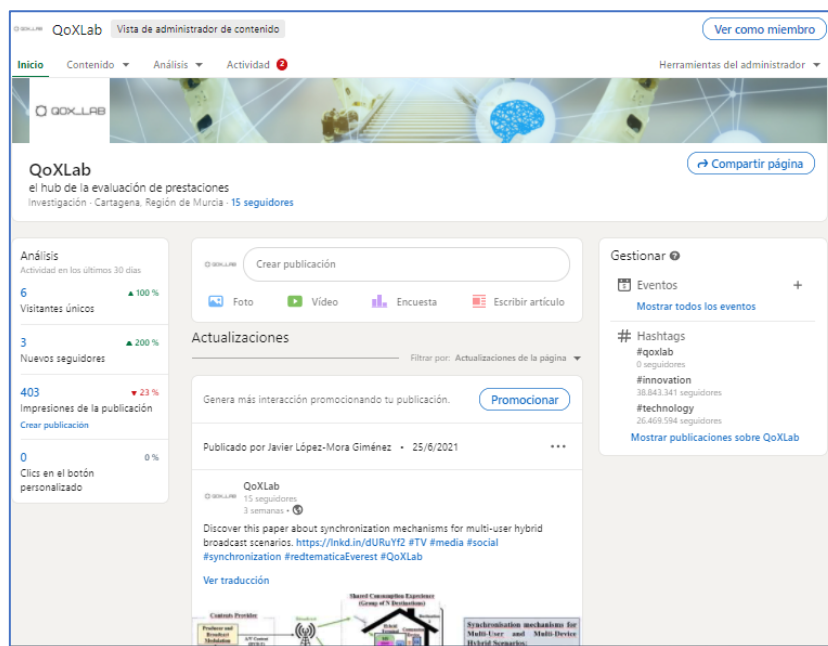 QoXLab Vista de administrador de contenido
Ver como miembro
Inicio Contenido Análisis Actividad 2
Herramientas del administrador
QOX_LAB
QoXLab
el hub de la evaluación de prestaciones
Investigación · Cartagena, Región de Murcia · 15 seguidores
Compartir página
Análisis
Actividad en los últimos 30 días
6 100 %
Visitantes únicos
3 200 %
Nuevos seguidores
403 23 %
Impresiones de la publicación
Crear publicación
0 0 %
Clics en el botón
personalizado
Crear publicación
Foto Vídeo Encuesta Escribir artículo
Actualizaciones
Filtrar por: Actualizaciones de la página
Genera más interacción promocionando tu publicación.
Promocionar
Publicado por Javier López-Mora Giménez • 25/6/2021
QoXLab
15 seguidores
3 semanas •
Discover this paper about synchronization mechanisms for multi-user hybrid
broadcast scenarios. https://lnkd.in/dURuYf2 #TV #media #social
#synchronization #redtematicaEverest #QoXLab
Ver traducción
Shared Consumption Experience
(Group of N Destinations)
Contents Provider
Producer and
Broadcast
Modulation
Synchronisation mechanisms for
Multi-User and Multi-Device
Hybrid Scenarios:
Gestionar
Eventos +
Mostrar todos los eventos
Hashtags
#qoxlab
0 seguidores
#innovation
38.843.341 seguidores
#technology
26.469.594 seguidores
Mostrar publicaciones sobre QoXLab